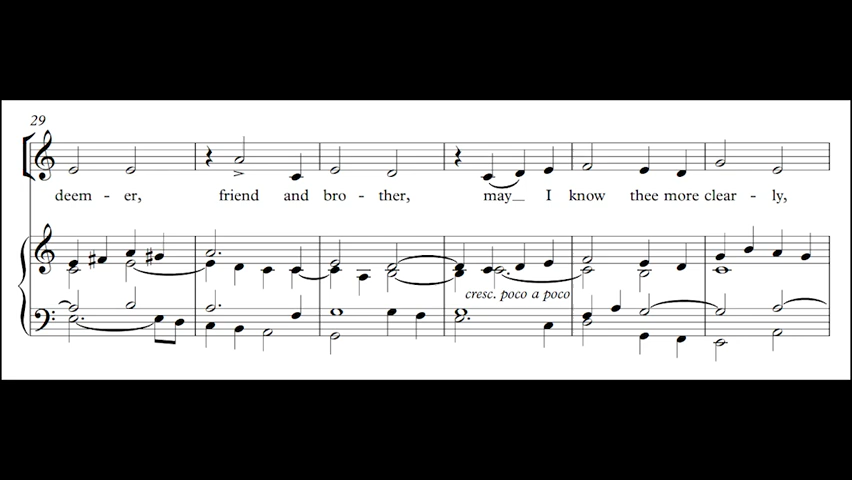 29
deem - er, friend and bro - ther, may_ I know thee more clear - ly,
cresc. poco a poco